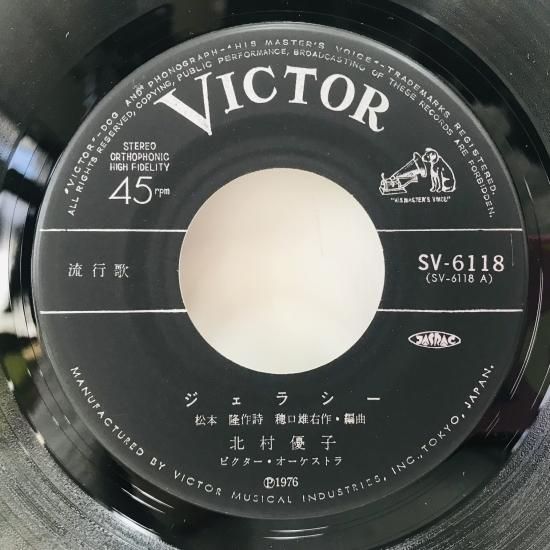 "VICTOR"--DOG AND PHONOGRAPH--"HIS MASTER'S VOICE"--TRADEMARKS REGISTERED.
ALL RIGHTS RESERVED, COPYING, PUBLIC PERFORMANCE, BROADCASTING OF THESE RECORDS ARE FORBIDDEN.
VICTOR
STEREO
ORTHOPHONIC
HIGH FIDELITY
45rpm
"HIS MASTER'S VOICE"
流行歌
SV-6118
(SV-6118 A)
JASRAC
ジェラシー
松本 隆作詩 穂口雄右作・編曲
北村優子
ビクター・オーケストラ
Ⓟ1976
MANUFACTURED BY VICTOR MUSICAL INDUSTRIES, INC., TOKYO, JAPAN.